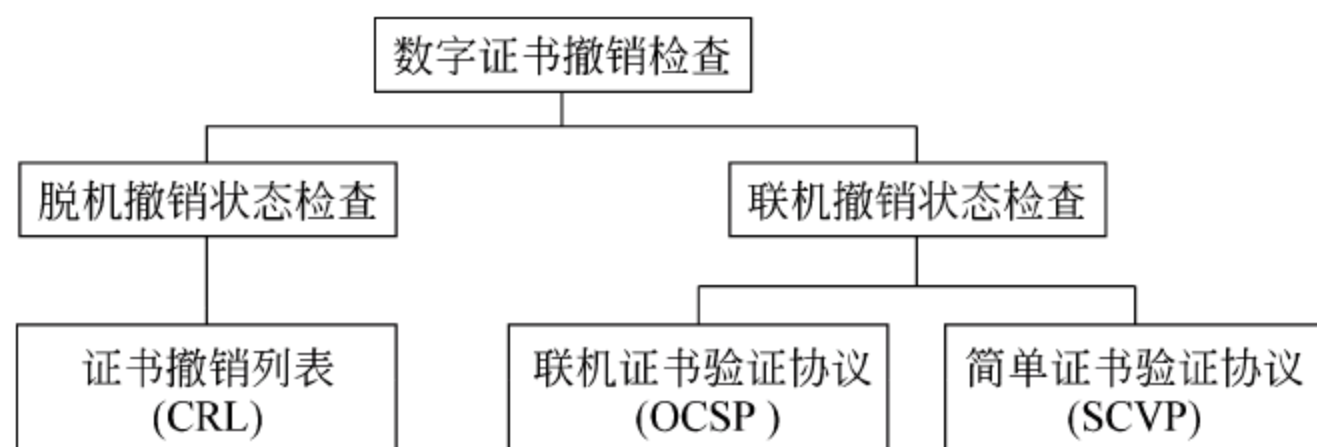 数字证书撤销检查
脱机撤销状态检查
联机撤销状态检查
证书撤销列表
(CRL)
联机证书验证协议
(OCSP )
简单证书验证协议
(SCVP)